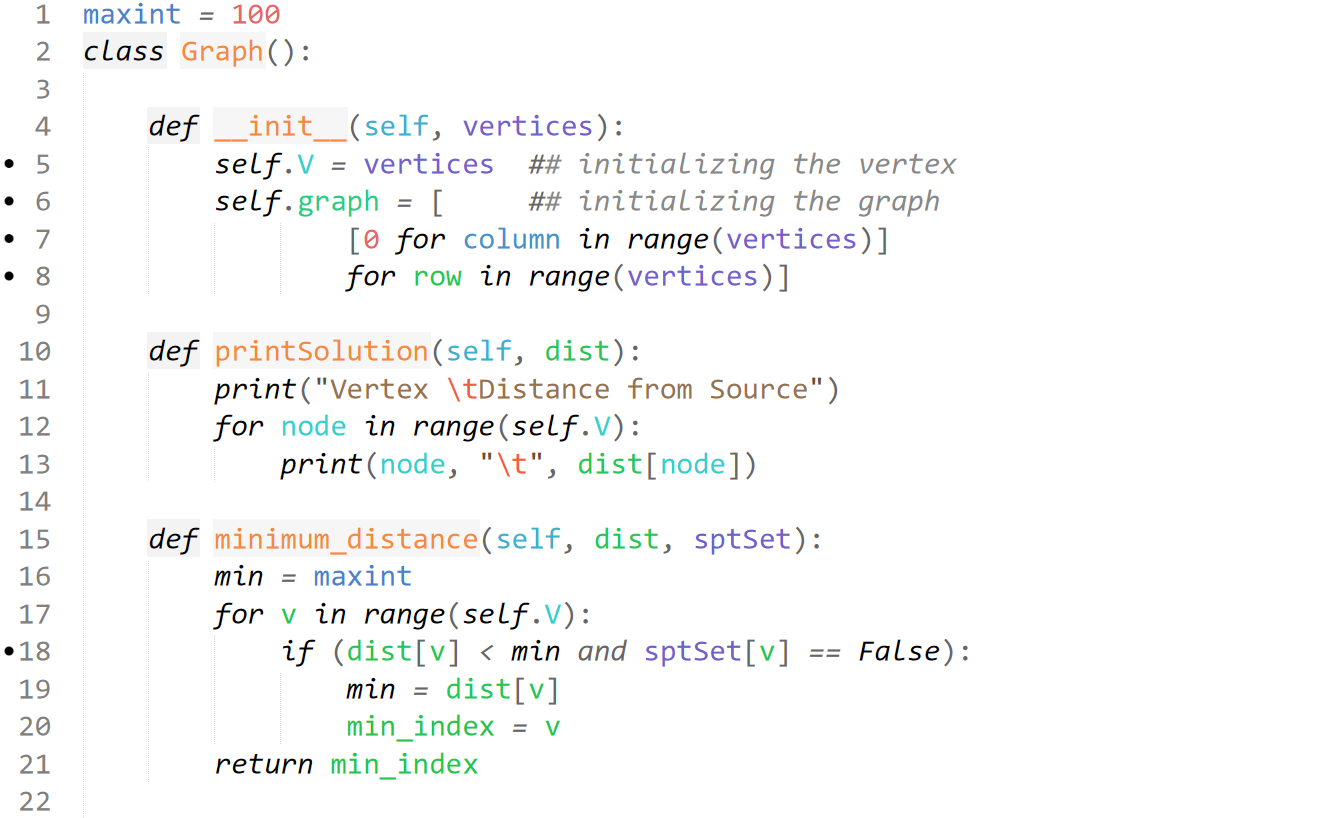 1 maxint = 100
2 class Graph():
3
4     def __init__(self, vertices):
• 5         self.V = vertices  ## initializing the vertex
• 6         self.graph = [     ## initializing the graph
• 7                 [0 for column in range(vertices)]
• 8                 for row in range(vertices)]
9
10     def printSolution(self, dist):
11         print("Vertex \tDistance from Source")
12         for node in range(self.V):
13             print(node, "\t", dist[node])
14
15     def minimum_distance(self, dist, sptSet):
16         min = maxint
17         for v in range(self.V):
•18             if (dist[v] < min and sptSet[v] == False):
19                 min = dist[v]
20                 min_index = v
21         return min_index
22